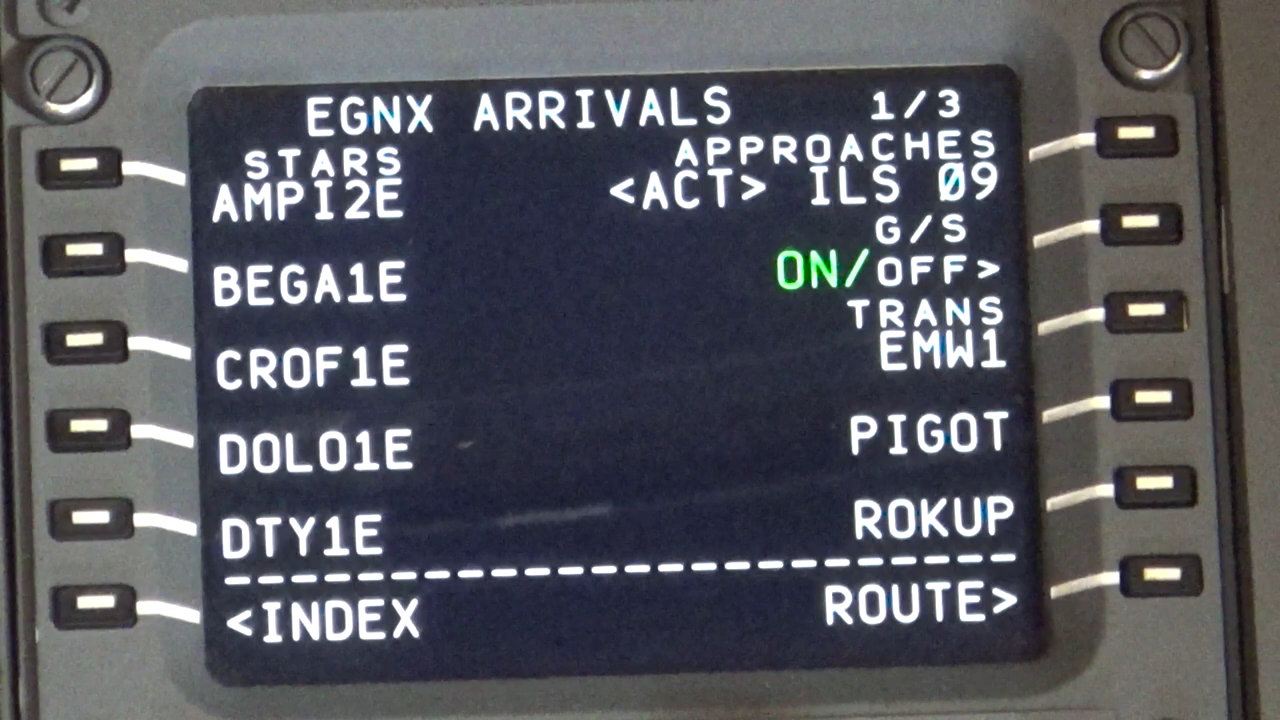 EGNX ARRIVALS 1/3
STARS APPROACHES
AMPI2E <ACT> ILS 09
G/S
BEGA1E ON/OFF>
TRANS
CROF1E EMW1
DOLO1E PIGOT
DTY1E ROKUP
--------------------------
<INDEX ROUTE>